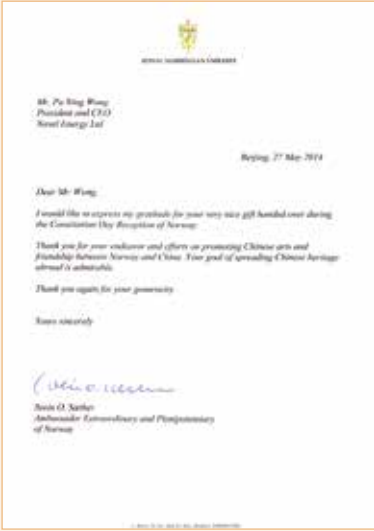 ROYAL NORWEGIAN EMBASSY
Mr. Pu Ning Wong
President and CEO
Novel Energy Ltd
Beijing, 27 May 2014
Dear Mr Wong,
I would like to express my gratitude for your very nice gift handed over during
the Constitution Day Reception of Norway.
Thank you for your endeavor and efforts on promoting Chinese arts and
friendship between Norway and China. Your goal of spreading Chinese heritage
abroad is admirable.
Thank you again for your generosity.
Yours sincerely
Svein O. Sæther
Ambassador Extraordinary and Plenipotentiary
of Norway